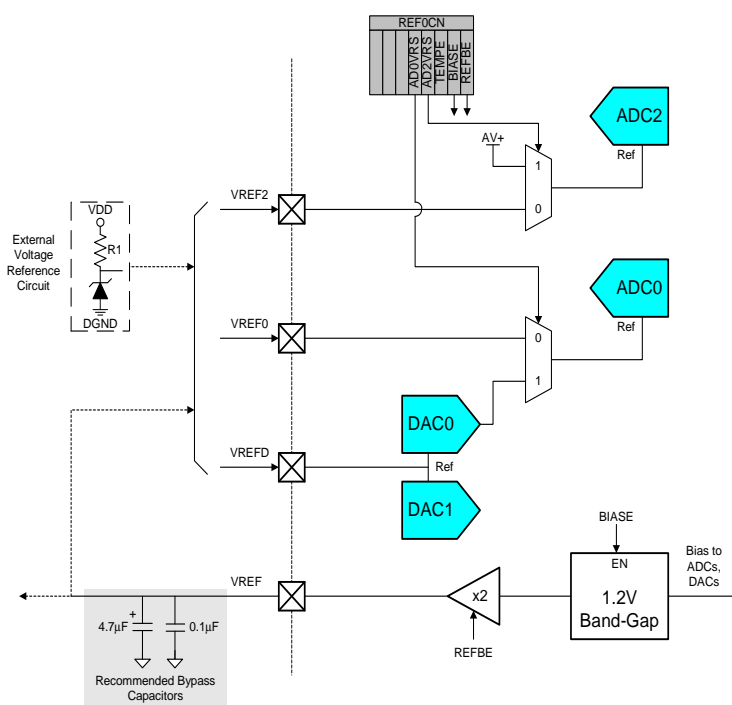 REF0CN
AD0VRS
AD2VRS
TEMPE
BIASE
REFBE
ADC2
Ref
AV+
1
0
VREF2
External
Voltage
Reference
Circuit
VDD
R1
DGND
ADC0
Ref
VREF0
0
1
DAC0
VREFD
Ref
DAC1
BIASE
EN
1.2V
Band-Gap
Bias to
ADCs,
DACs
VREF
x2
REFBE
+
4.7μF
0.1μF
Recommended Bypass
Capacitors